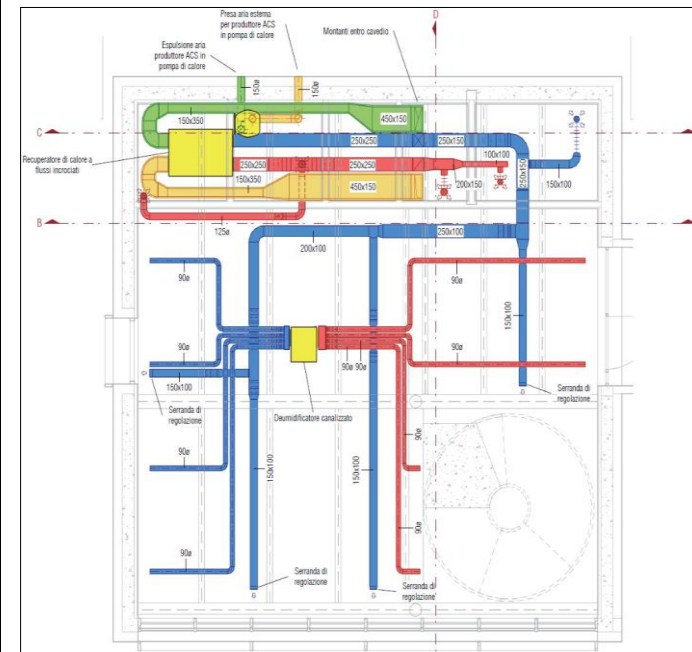 Presa aria esterna
per produttore ACS
in pompa di calore
D
Espulsione aria
produttore ACS in
pompa di calore
Montanti entro cavedio
150ø
150ø
150x350
450x150
C
C
250x250
250x150
100x100
Recuperatore di calore a
flussi incrociati
250x250
250x250
200x150
250x150
150x100
150x350
450x150
B
B
125ø
200x100
250x100
90ø
90ø
150x100
90ø
90ø
90ø
90ø
150x100
Serranda di
regolazione
Serranda di
regolazione
Deumidificatore canalizzato
90ø
150x100
150x100
90ø
90ø
90ø
Serranda di
regolazione
Serranda di
regolazione
D